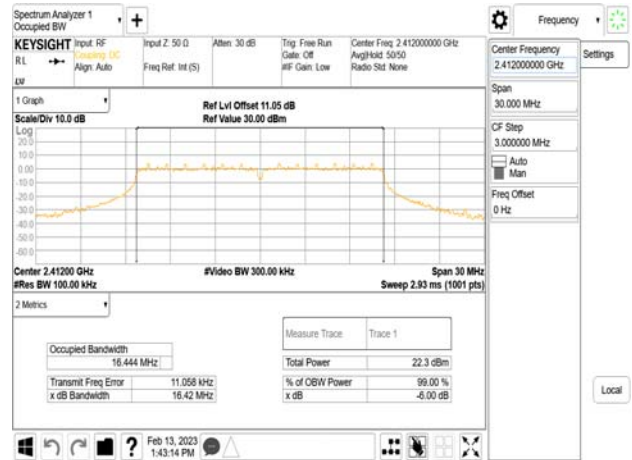 Spectrum Analyzer 1
Occupied BW
+
Frequency
KEYSIGHT
Input: RF
Coupling: DC
Align: Auto
Input Z: 50 Ω
Freq Ref: Int (S)
Atten: 30 dB
Trig: Free Run
Gate: Off
#IF Gain: Low
Center Freq: 2.412000000 GHz
Avg|Hold: 50/50
Radio Std: None
RL
LXI
Center Frequency
2.412000000 GHz
Settings
Span
30.000 MHz
CF Step
3.000000 MHz
Auto
Man
Freq Offset
0 Hz
1 Graph
Scale/Div 10.0 dB
Ref Lvl Offset 11.05 dB
Ref Value 30.00 dBm
Log
20.0
10.0
0.00
-10.0
-20.0
-30.0
-40.0
-50.0
-60.0
Center 2.41200 GHz
#Res BW 100.00 kHz
#Video BW 300.00 kHz
Span 30 MHz
Sweep 2.93 ms (1001 pts)
2 Metrics
Measure Trace
Trace 1
Occupied Bandwidth
16.444 MHz
Total Power
22.3 dBm
Transmit Freq Error
11.058 kHz
% of OBW Power
99.00 %
x dB Bandwidth
16.42 MHz
x dB
-6.00 dB
Local
?
Feb 13, 2023
1:43:14 PM